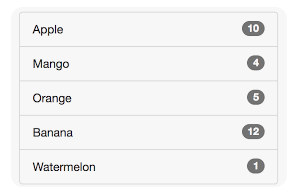 Apple 10
Mango 4
Orange 5
Banana 12
Watermelon 1